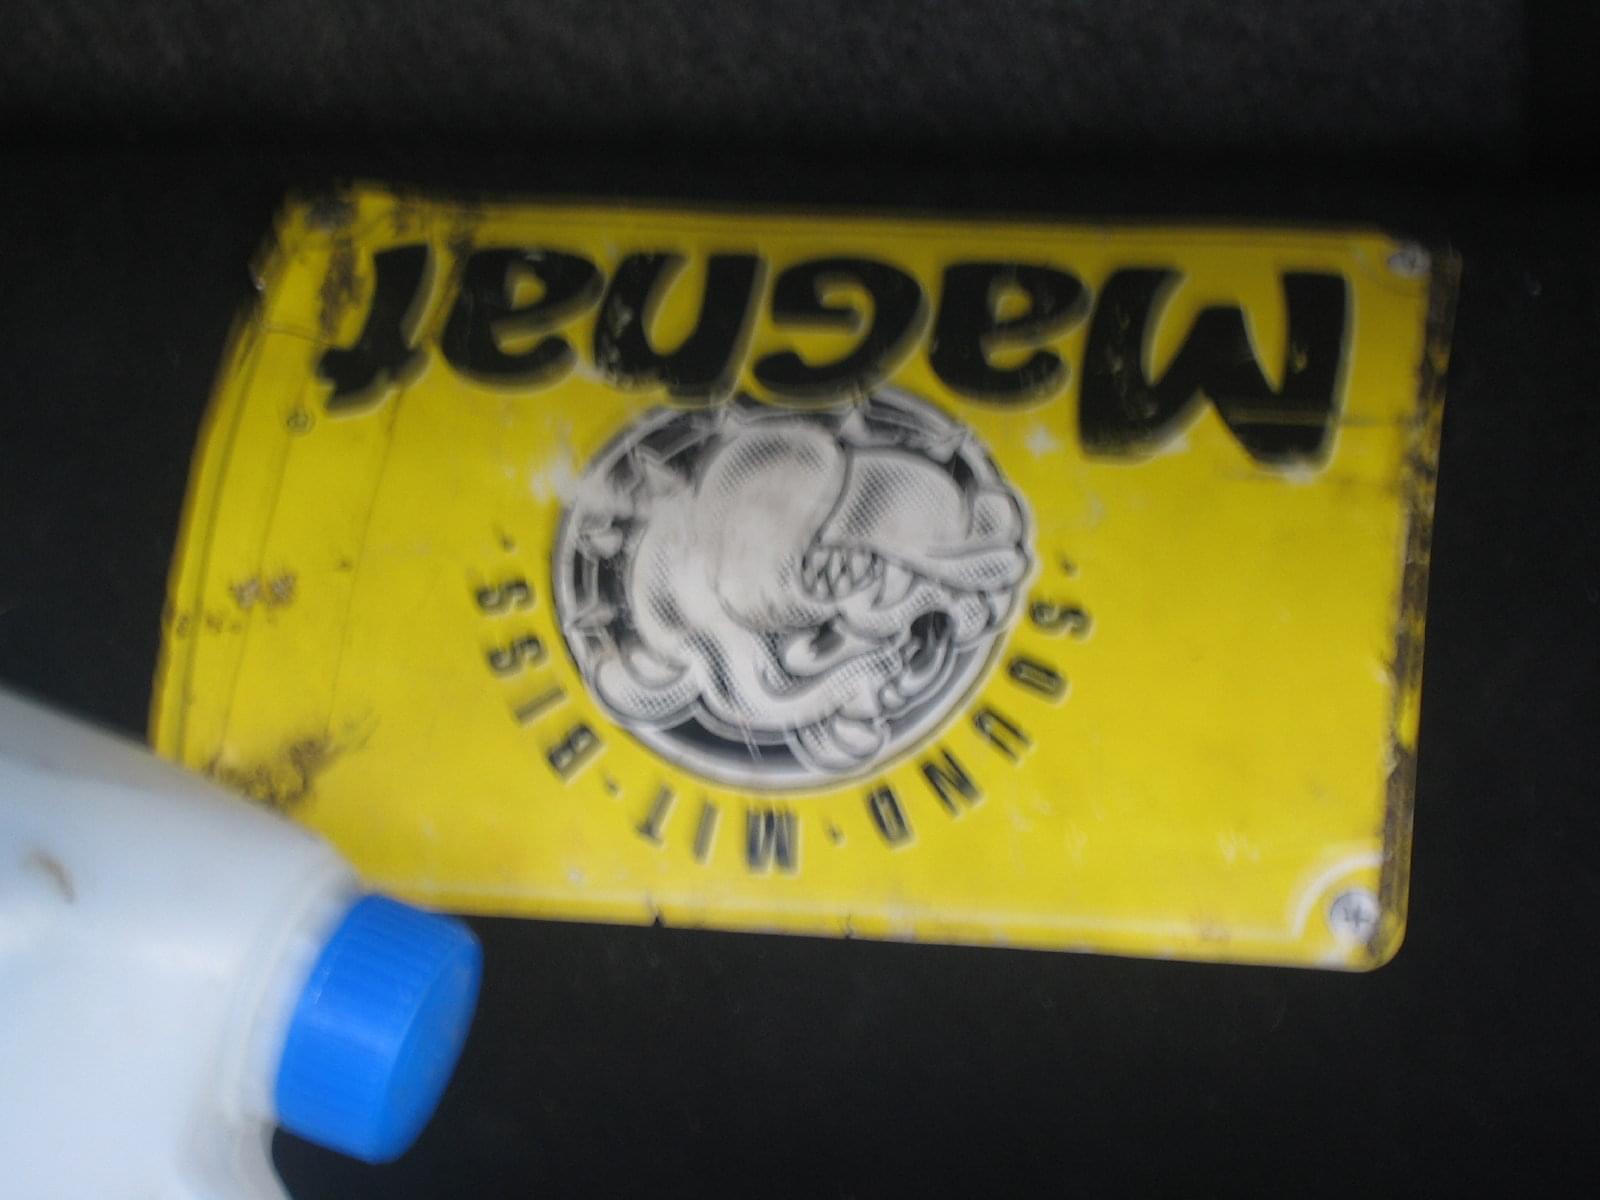 Magnat
· SOUND · MIT · BISS ·